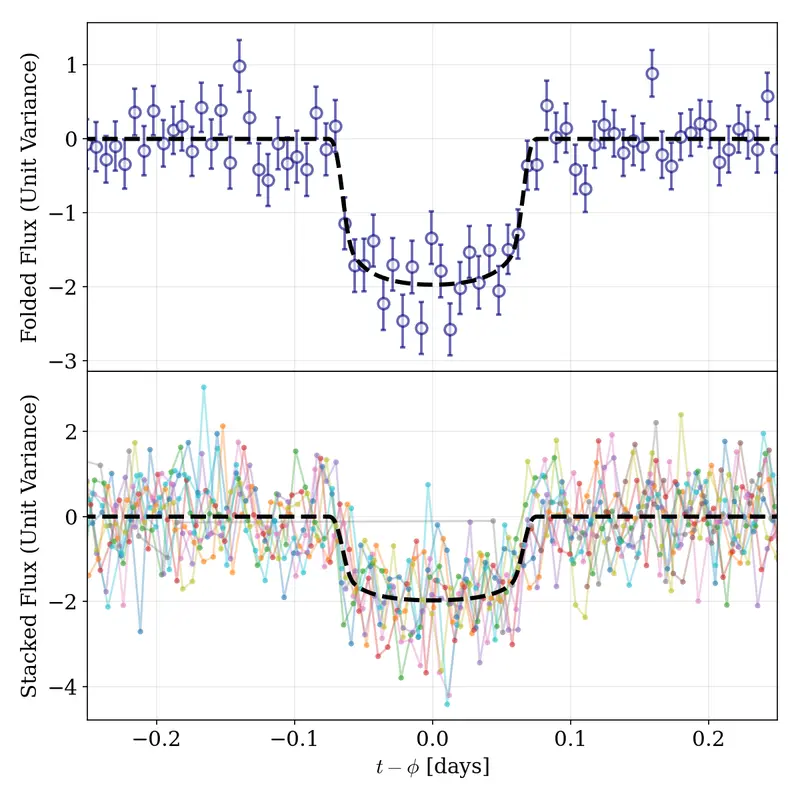 Folded Flux (Unit Variance)
1
0
−1
−2
−3
Stacked Flux (Unit Variance)
2
0
−2
−4
−0.2 −0.1 0.0 0.1 0.2
t − ϕ [days]